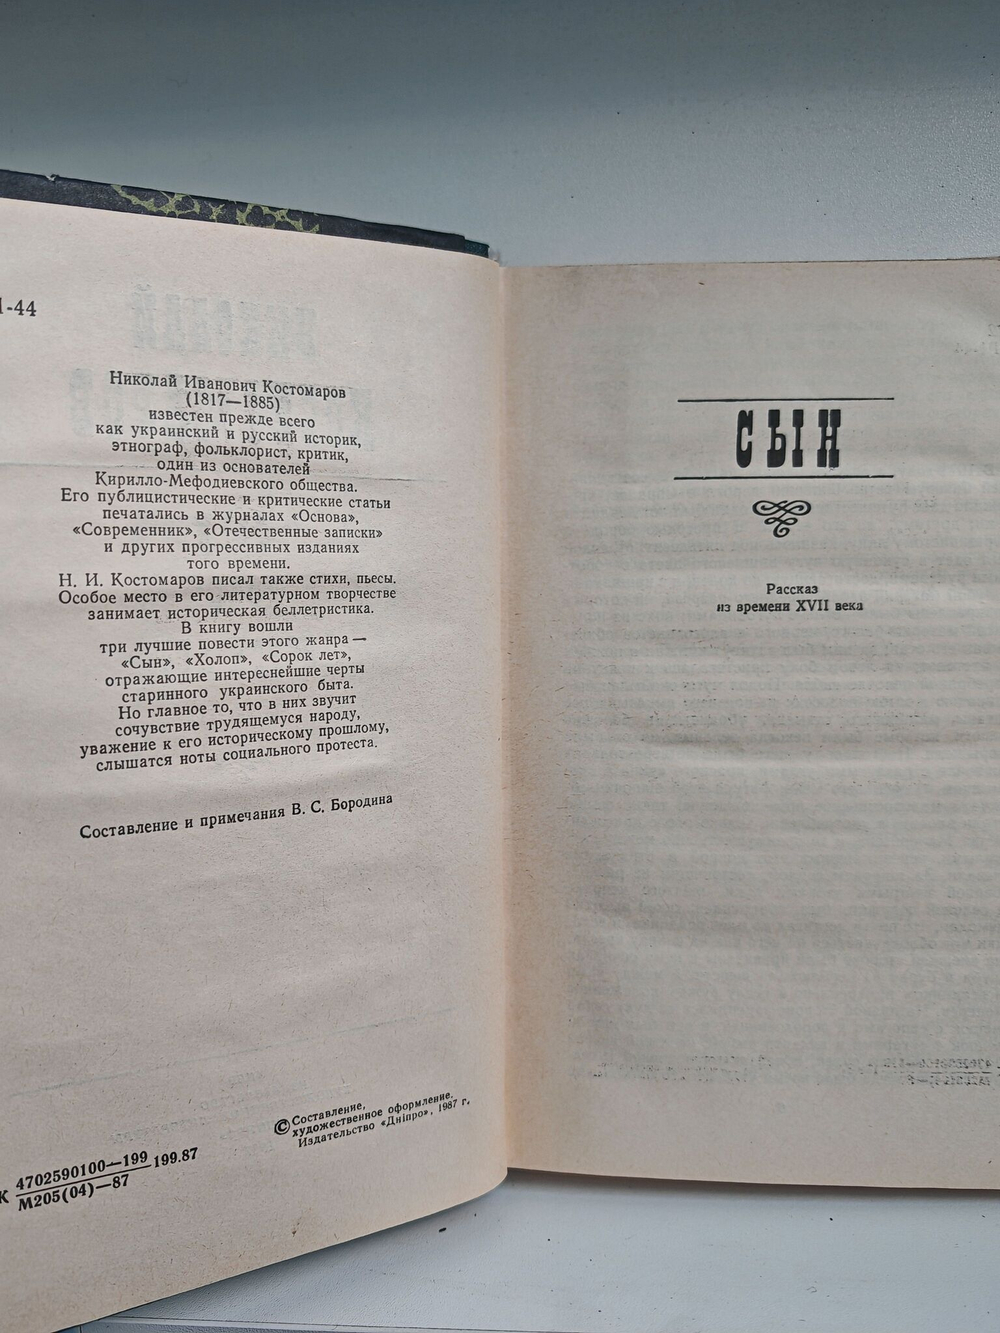 -44
Николай Иванович Костомаров
(1817—1885)
известен прежде всего
как украинский и русский историк,
этнограф, фольклорист, критик,
один из основателей
Кирилло-Мефодиевского общества.
Его публицистические и критические статьи
печатались в журналах «Основа»,
«Современник», «Отечественные записки»
и других прогрессивных изданиях
того времени.
Н. И. Костомаров писал также стихи, пьесы.
Особое место в его литературном творчестве
занимает историческая беллетристика.
В книгу вошли
три лучшие повести этого жанра —
«Сын», «Холоп», «Сорок лет»,
отражающие интереснейшие черты
старинного украинского быта.
Но главное то, что в них звучит
сочувствие трудящемуся народу,
уважение к его историческому прошлому,
слышатся ноты социального протеста.
Составление и примечания В. С. Бородина
© Составление,
художественное оформление.
Издательство «Дніпро», 1987 г.
К 4702590100—199
М205(04)—87 199.87
СЫН
Рассказ
из времени XVII века